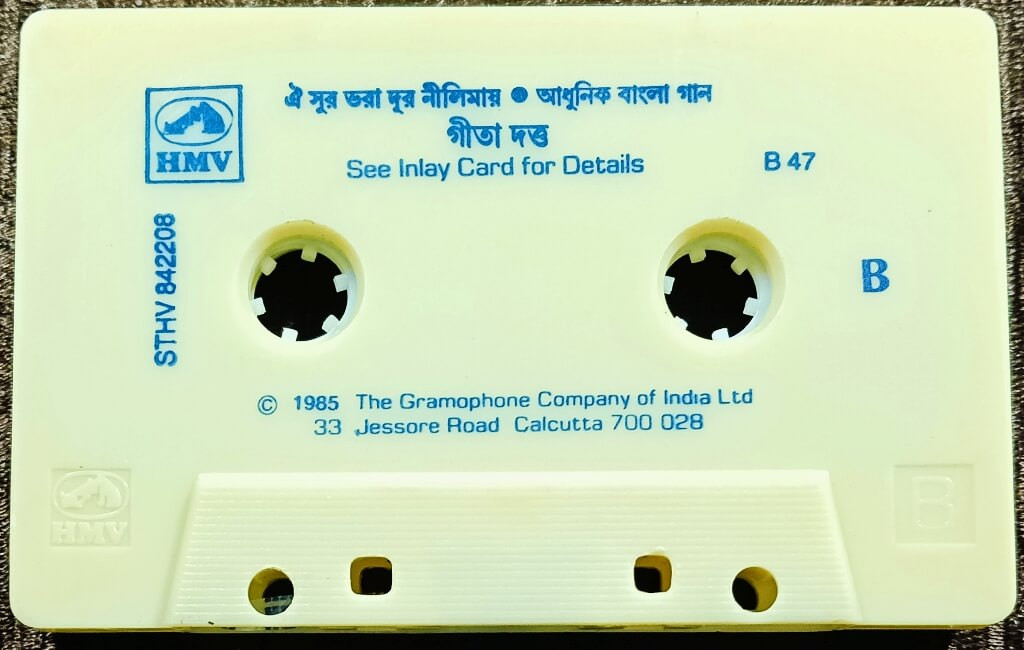 HMV
ঐ সুর ভরা দূর নীলিমায় ● আধুনিক বাংলা গান
গীতা দত্ত
See Inlay Card for Details
B 47
STHV 842208
B
© 1985 The Gramophone Company of India Ltd
33 Jessore Road Calcutta 700 028
HMV
B